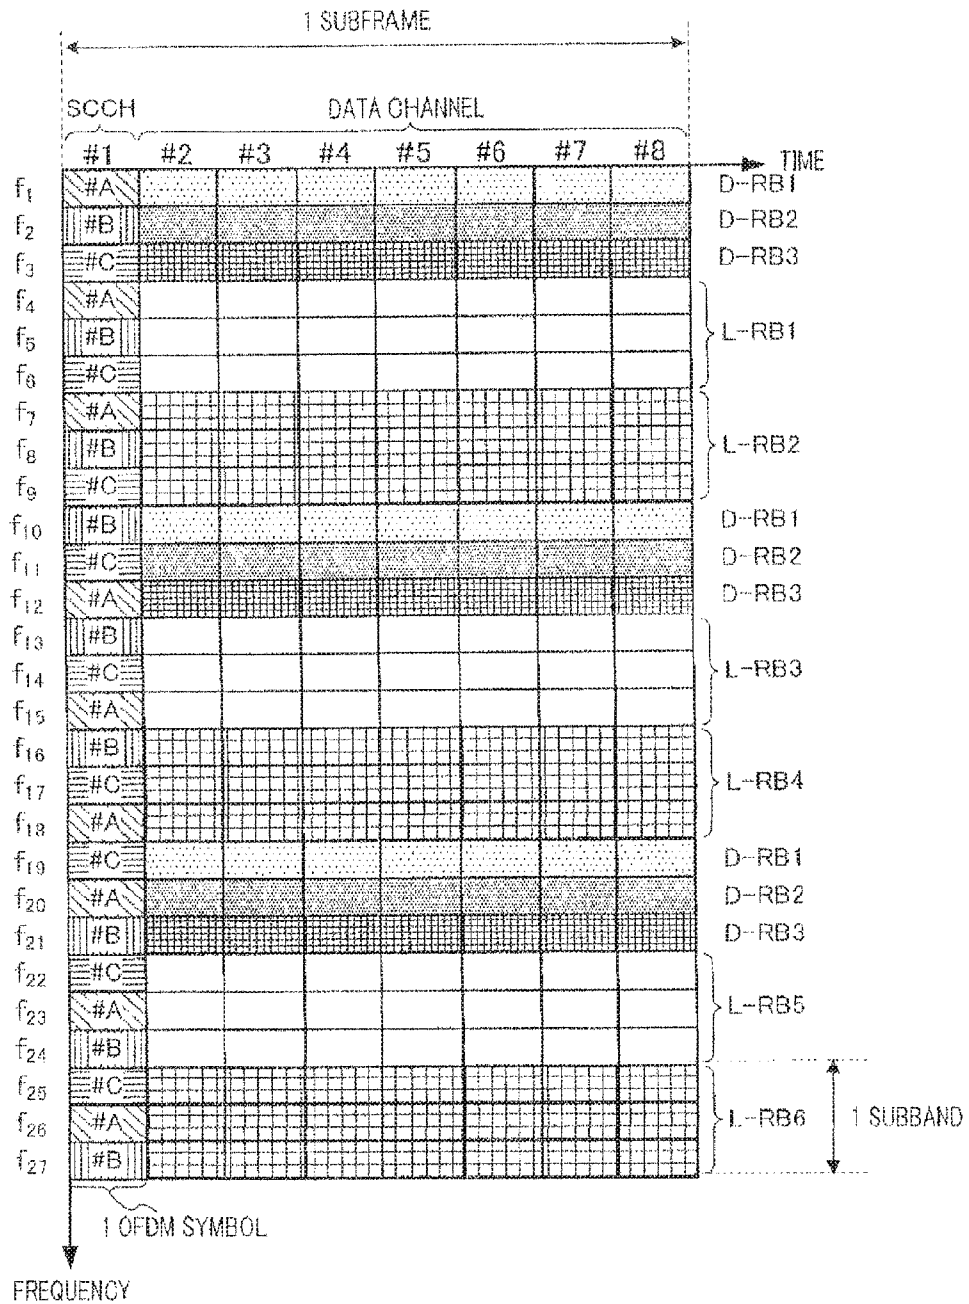 1 SUBFRAME
SCCH DATA CHANNEL
#1 #2 #3 #4 #5 #6 #7 #8 TIME
f1 #A D-RB1
f2 #B D-RB2
f3 #C D-RB3
f4 #A
f5 #B L-RB1
f6 #C
f7 #A
f8 #B L-RB2
f9 #C
f10 #B D-RB1
f11 #C D-RB2
f12 #A D-RB3
f13 #B
f14 #C L-RB3
f15 #A
f16 #B
f17 #C L-RB4
f18 #A
f19 #C D-RB1
f20 #A D-RB2
f21 #B D-RB3
f22 #C
f23 #A L-RB5
f24 #B
f25 #C
f26 #A L-RB6 1 SUBBAND
f27 #B
1 OFDM SYMBOL
FREQUENCY